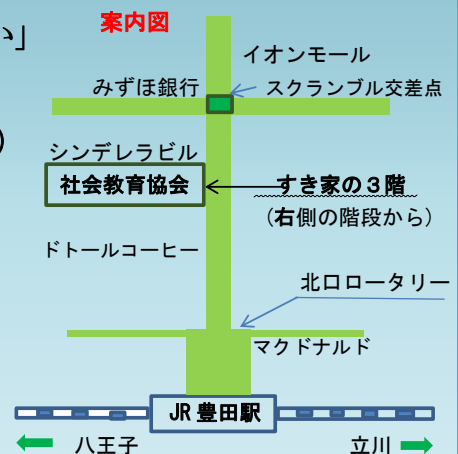 い」
案内図
）
イオンモール
みずほ銀行
スクランブル交差点
シンデレラビル
社会教育協会
すき家の３階
（右側の階段から）
ドトールコーヒー
北口ロータリー
マクドナルド
JR 豊田駅
八王子
立川